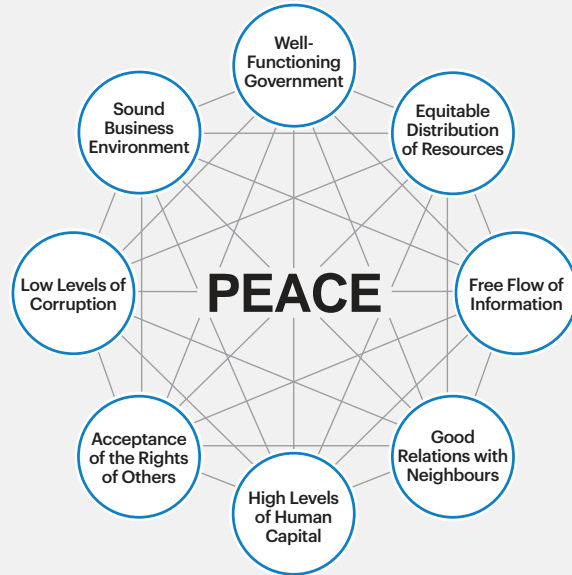 Well-
Functioning
Government
Sound
Business
Environment
Equitable
Distribution
of Resources
Low Levels of
Corruption
PEACE
Free Flow of
Information
Acceptance
of the Rights
of Others
Good
Relations with
Neighbours
High Levels
of Human
Capital